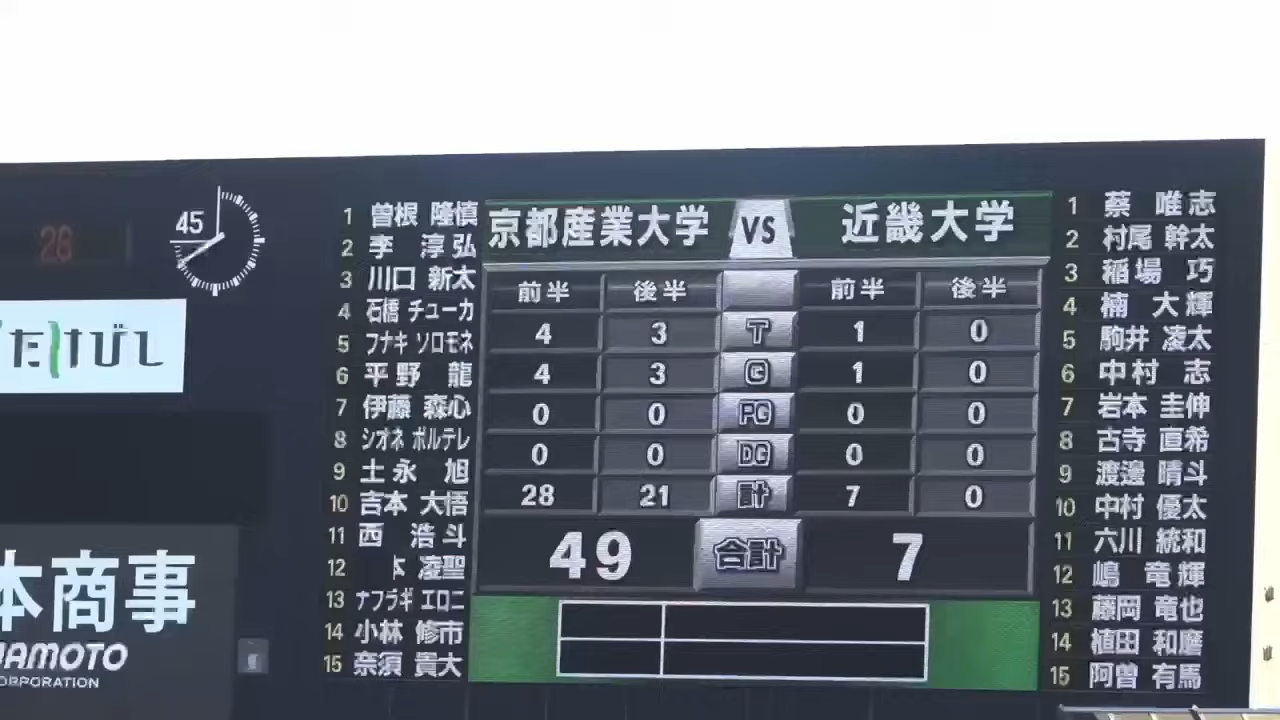 28
45
たけびし
本商事
AMOTO
ORPORATION
1 曽根 隆慎
2 李 淳弘
3 川口 新太
4 石橋 チューカ
5 フナキ ソロモネ
6 平野 龍
7 伊藤 森心
8 シオネ ポルテレ
9 土永 旭
10 吉本 大悟
11 西 浩斗
12 本 凌聖
13 ナフラギ エロニ
14 小林 修市
15 奈須 貴大
京都産業大学 VS 近畿大学
前半 後半 前半 後半
4 3 T 1 0
4 3 G 1 0
0 0 PG 0 0
0 0 DG 0 0
28 21 計 7 0
49 合計 7
1 蔡 唯志
2 村尾 幹太
3 稲場 巧
4 楠 大輝
5 駒井 凌太
6 中村 志
7 岩本 圭伸
8 古寺 直希
9 渡邊 晴斗
10 中村 優太
11 六川 統和
12 嶋 竜輝
13 藤岡 竜也
14 植田 和磨
15 阿曽 有馬